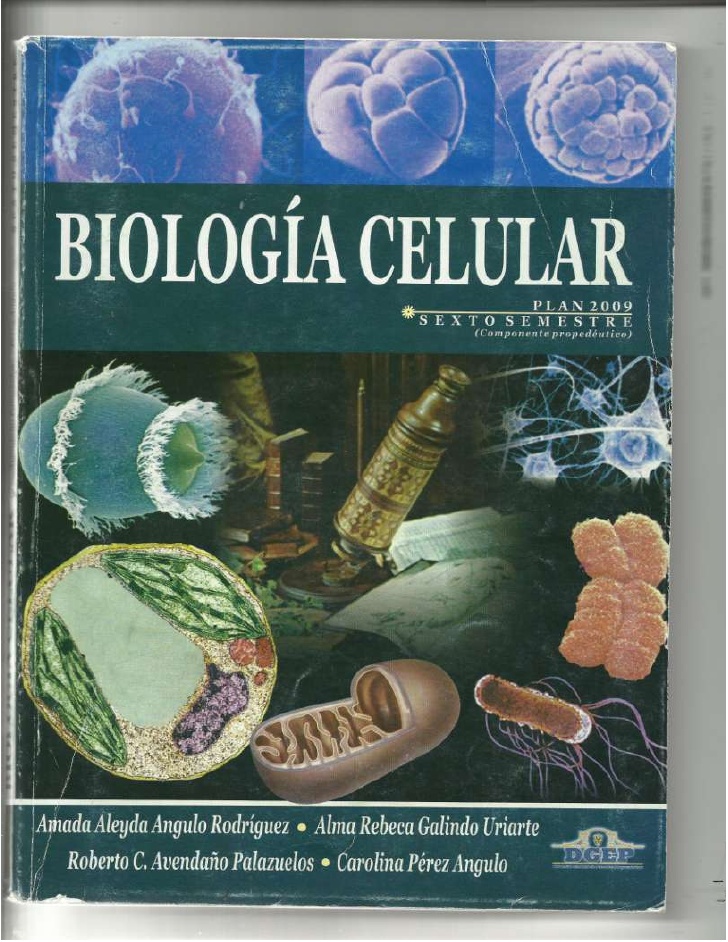 BIOLOGÍA CELULAR
PLAN 2009
SEXTO SEMESTRE
(Componente propedéutico)
Amada Aleyda Angulo Rodríguez • Alma Rebeca Galindo Uriarte
Roberto C. Avendaño Palazuelos • Carolina Pérez Angulo
DGEP